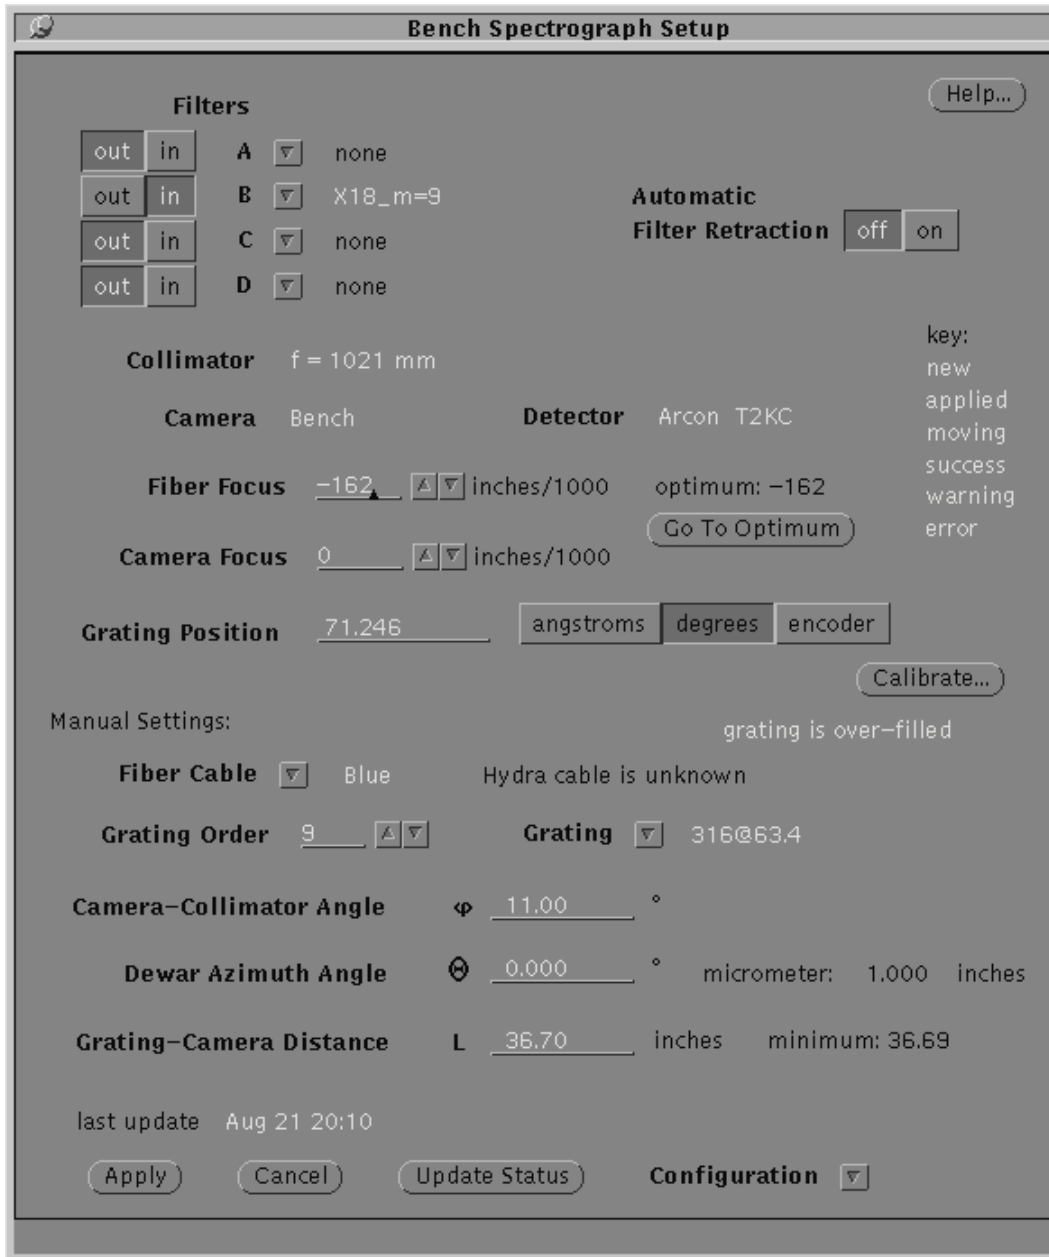 Bench Spectrograph Setup
Help...
Filters
out in A none
out in B X18_m=9
Automatic
Filter Retraction off on
out in C none
out in D none
key:
new
applied
moving
success
warning
error
Collimator f = 1021 mm
Camera Bench Detector Arcon T2KC
Fiber Focus -162 inches/1000 optimum: -162
Go To Optimum
Camera Focus 0 inches/1000
Grating Position 71.246 angstroms degrees encoder
Calibrate...
Manual Settings:
grating is over-filled
Fiber Cable Blue Hydra cable is unknown
Grating Order 9 Grating 316@63.4
Camera-Collimator Angle φ 11.00 °
Dewar Azimuth Angle Θ 0.000 ° micrometer: 1.000 inches
Grating-Camera Distance L 36.70 inches minimum: 36.69
last update Aug 21 20:10
Apply Cancel Update Status Configuration